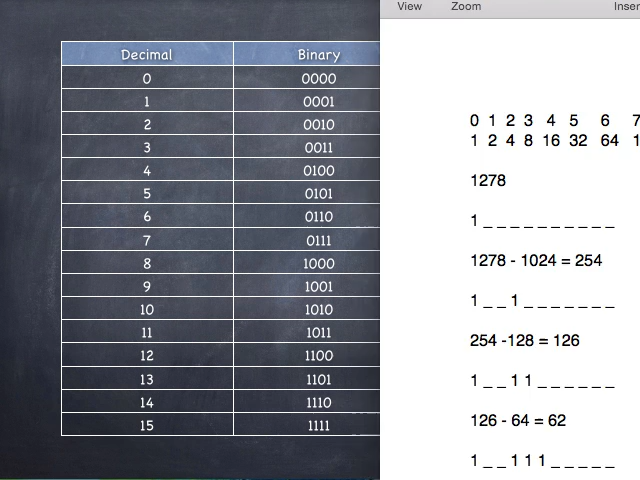 Decimal Binary
0 0000
1 0001
2 0010
3 0011
4 0100
5 0101
6 0110
7 0111
8 1000
9 1001
10 1010
11 1011
12 1100
13 1101
14 1110
15 1111
View Zoom
0 1 2 3 4 5 6 7
1 2 4 8 16 32 64 1
1278
1 _ _ _ _ _ _ _ _ _ _
1278 - 1024 = 254
1 _ _ 1 _ _ _ _ _ _ _
254 -128 = 126
1 _ _ 1 1 _ _ _ _ _ _
126 - 64 = 62
1 _ _ 1 1 1 _ _ _ _ _